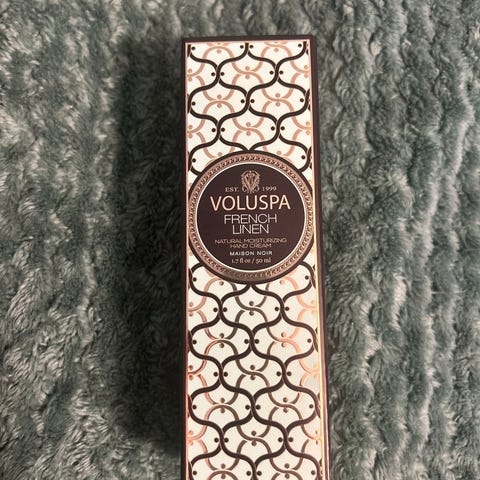 EST. 1999
VOLUSPA
FRENCH
LINEN
NATURAL MOISTURIZING
HAND CREAM
MAISON NOIR
1.7 fl oz / 50 ml